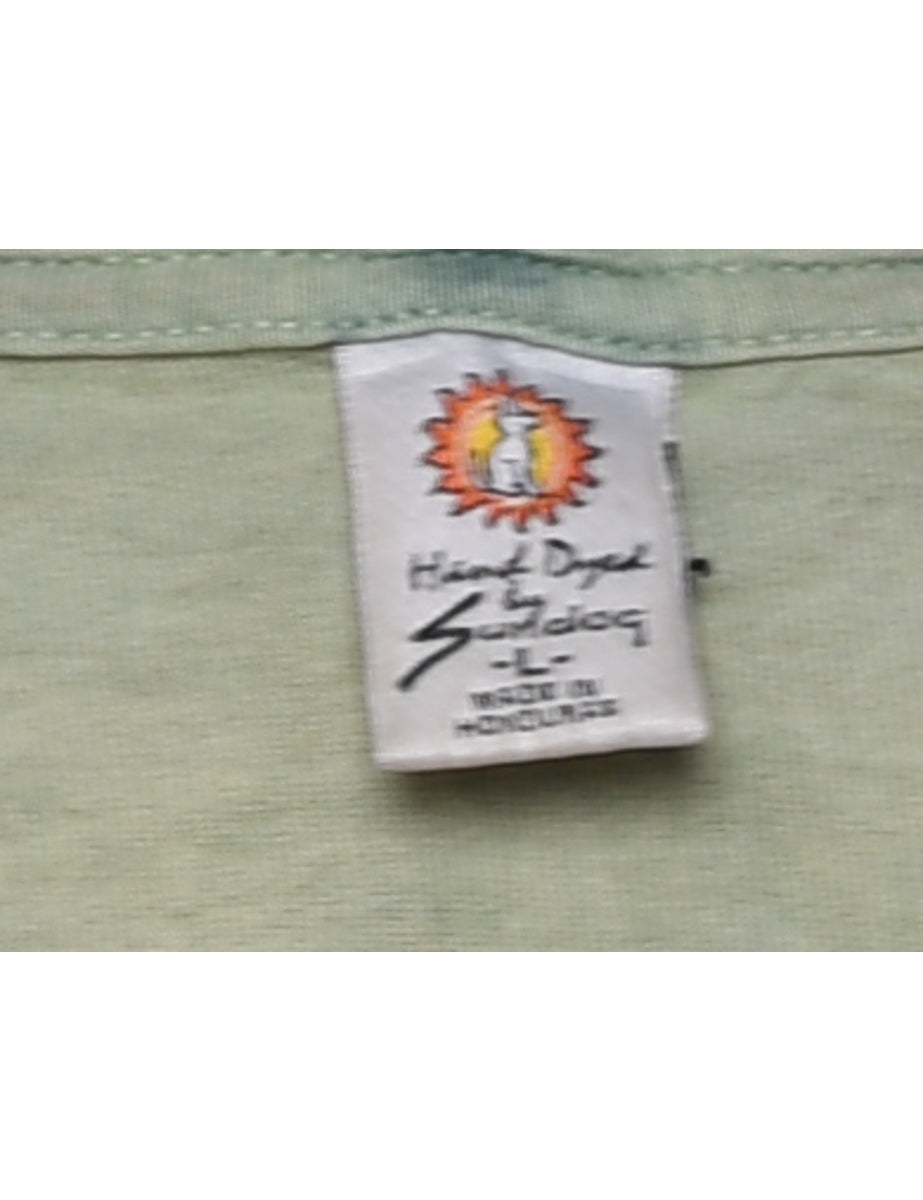 Hand Dyed
by
Sundog
-L-
MADE IN
HONDURAS